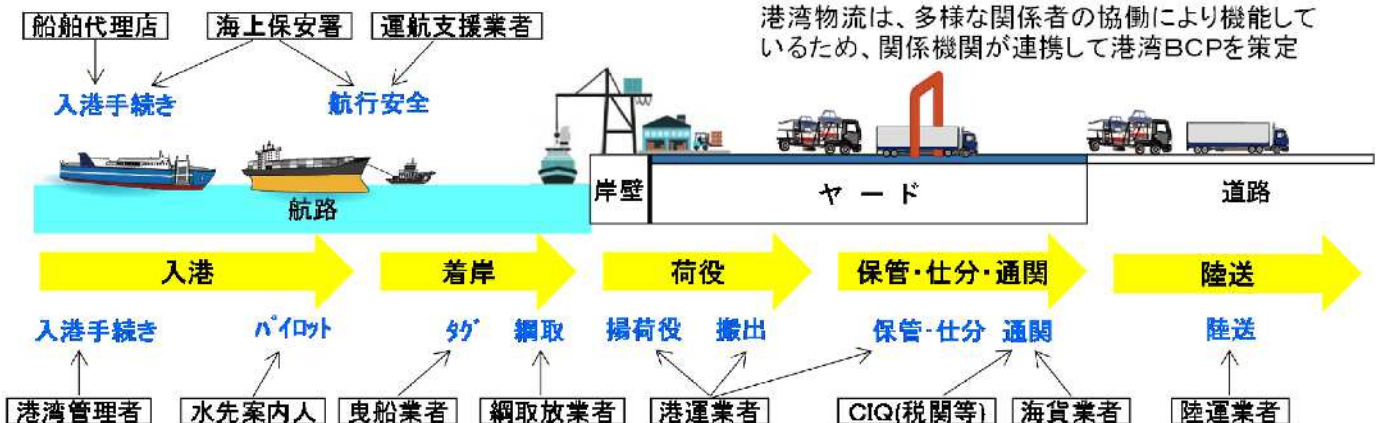 港湾物流は、多様な関係者の協働により機能して
いるため、関係機関が連携して港湾BCPを策定
船舶代理店 海上保安署 運航支援業者
入港手続き 航行安全
航路 岸壁 ヤード 道路
入港 着岸 荷役 保管・仕分・通関 陸送
入港手続き パイロット タグ 綱取 揚荷役 搬出 保管・仕分 通関 陸送
港湾管理者 水先案内人 曳船業者 綱取放業者 港運業者 CIQ(税関等) 海貨業者 陸運業者